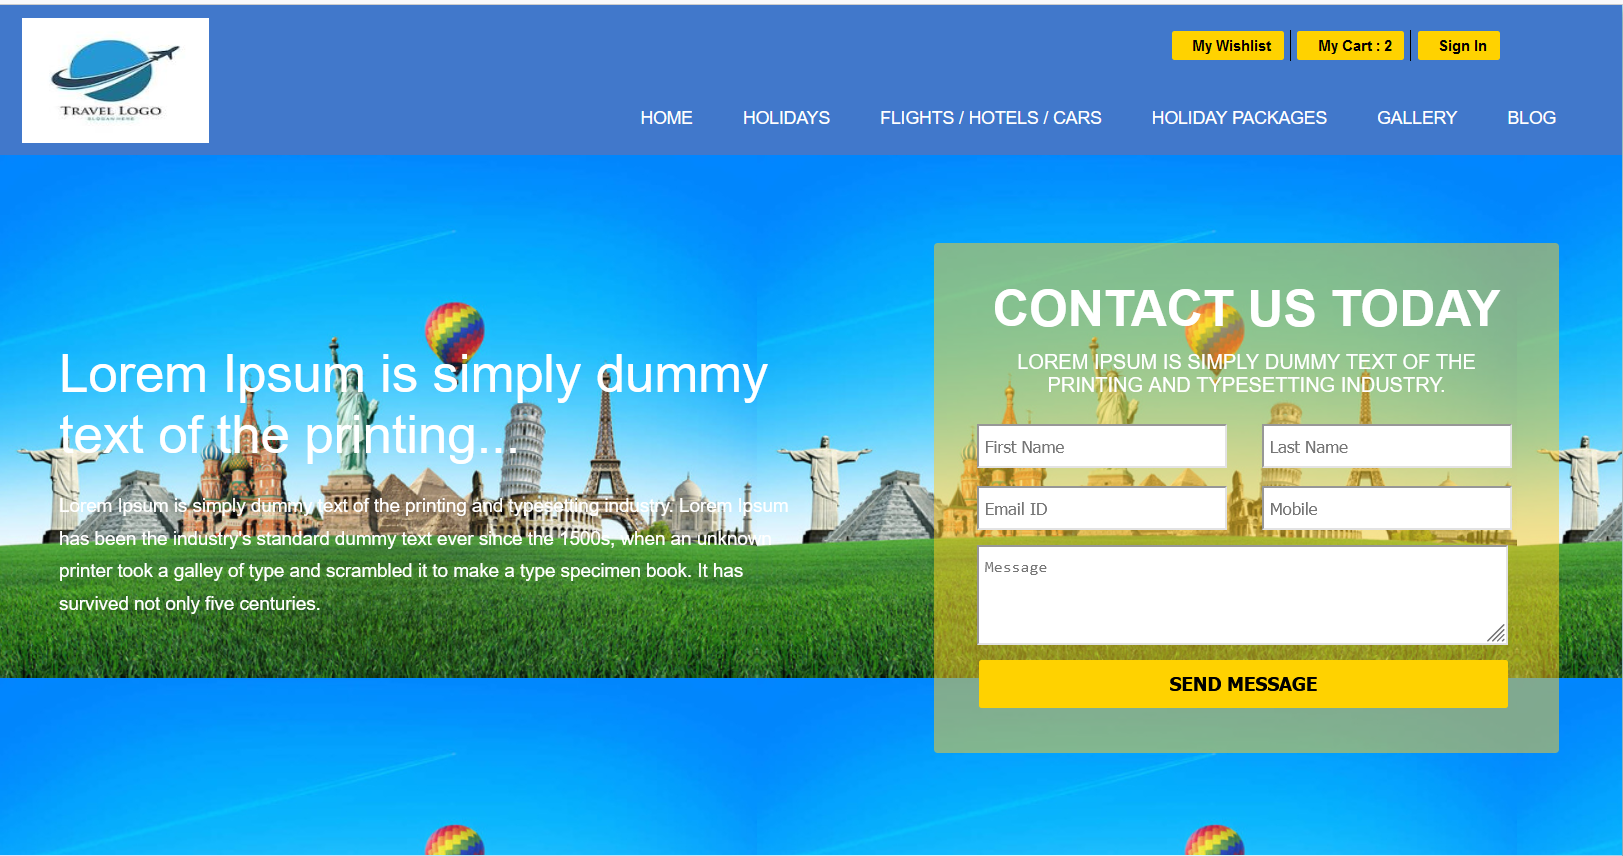 TRAVEL LOGO
SLOGAN HERE
My Wishlist
My Cart : 2
Sign In
HOME
HOLIDAYS
FLIGHTS / HOTELS / CARS
HOLIDAY PACKAGES
GALLERY
BLOG
Lorem Ipsum is simply dummy
text of the printing...
Lorem Ipsum is simply dummy text of the printing and typesetting industry. Lorem Ipsum
has been the industry's standard dummy text ever since the 1500s, when an unknown
printer took a galley of type and scrambled it to make a type specimen book. It has
survived not only five centuries.
CONTACT US TODAY
LOREM IPSUM IS SIMPLY DUMMY TEXT OF THE
PRINTING AND TYPESETTING INDUSTRY.
First Name
Last Name
Email ID
Mobile
Message
SEND MESSAGE